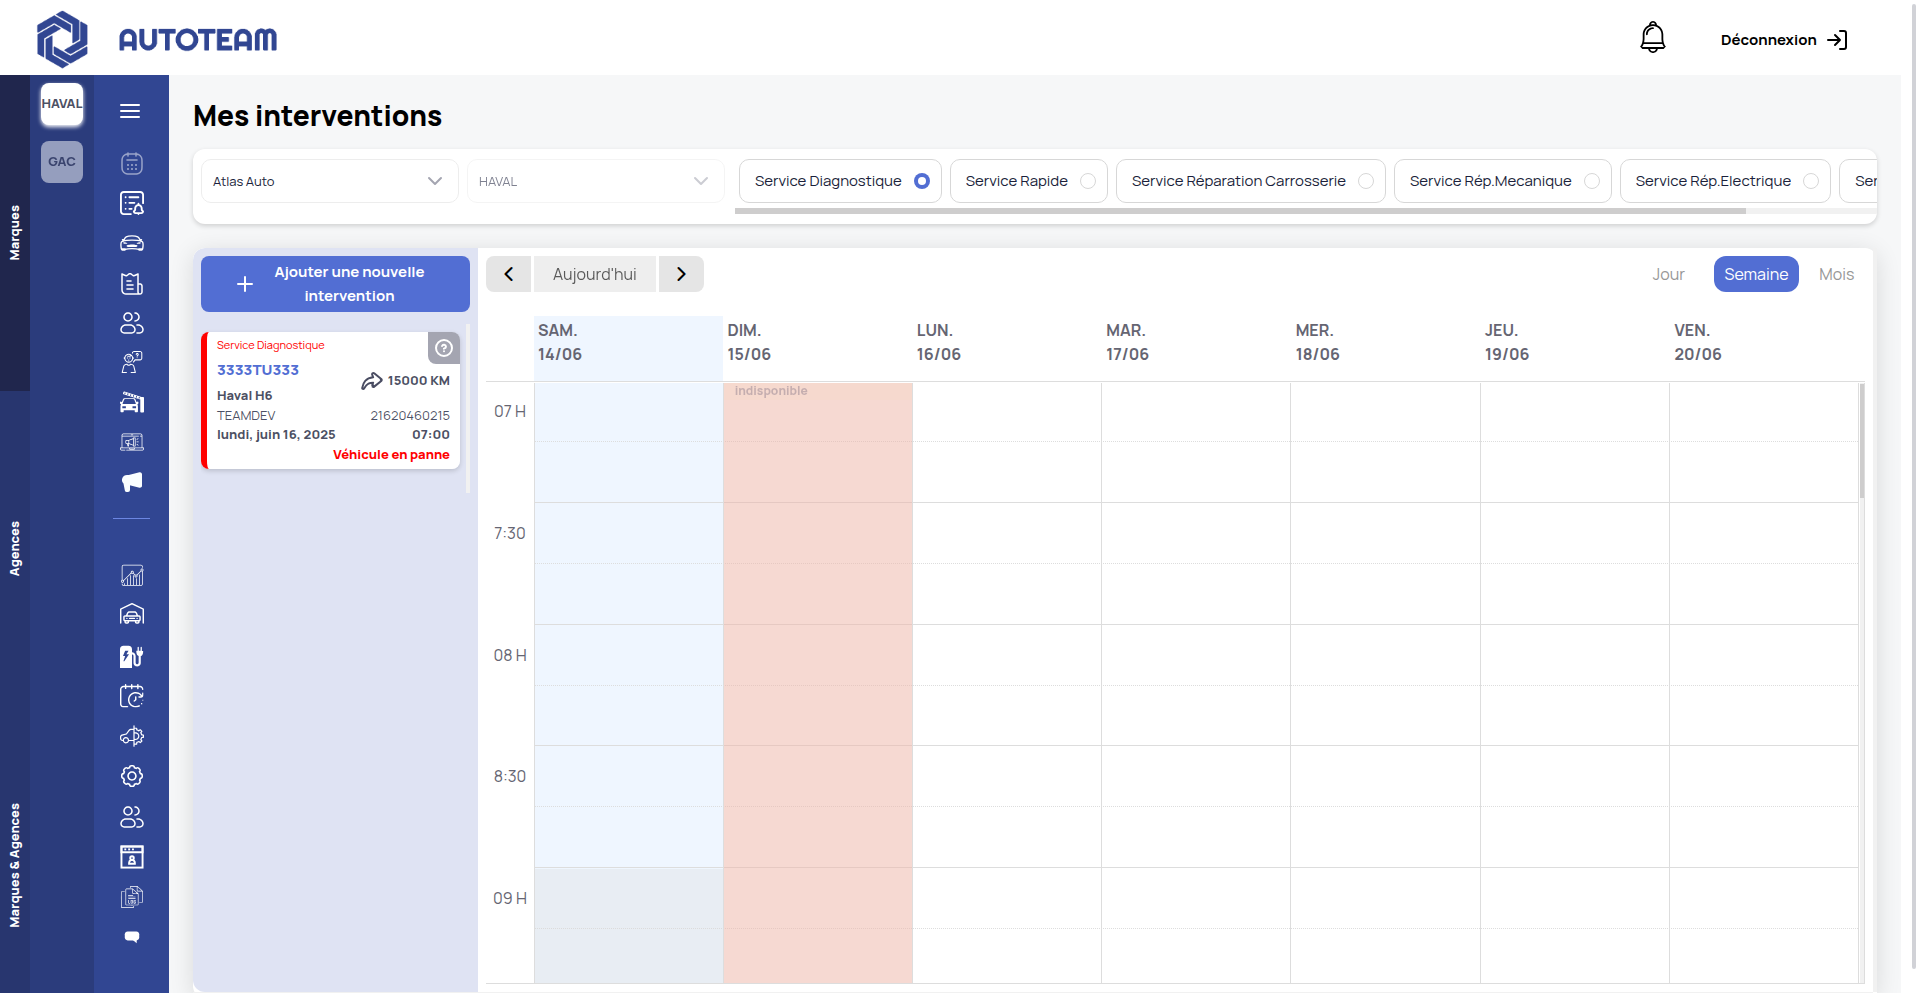 AUTOTEAM
Déconnexion
HAVAL
GAC
Marques
Agences
Marques & Agences
Mes interventions
Atlas Auto
HAVAL
Service Diagnostique
Service Rapide
Service Réparation Carrosserie
Service Rép.Mecanique
Service Rép.Electrique
Ser
Ajouter une nouvelle
intervention
Service Diagnostique
3333TU333
15000 KM
Haval H6
TEAMDEV
21620460215
lundi, juin 16, 2025
07:00
Véhicule en panne
Aujourd'hui
Jour
Semaine
Mois
SAM.
14/06
DIM.
15/06
LUN.
16/06
MAR.
17/06
MER.
18/06
JEU.
19/06
VEN.
20/06
indisponible
07 H
7:30
08 H
8:30
09 H